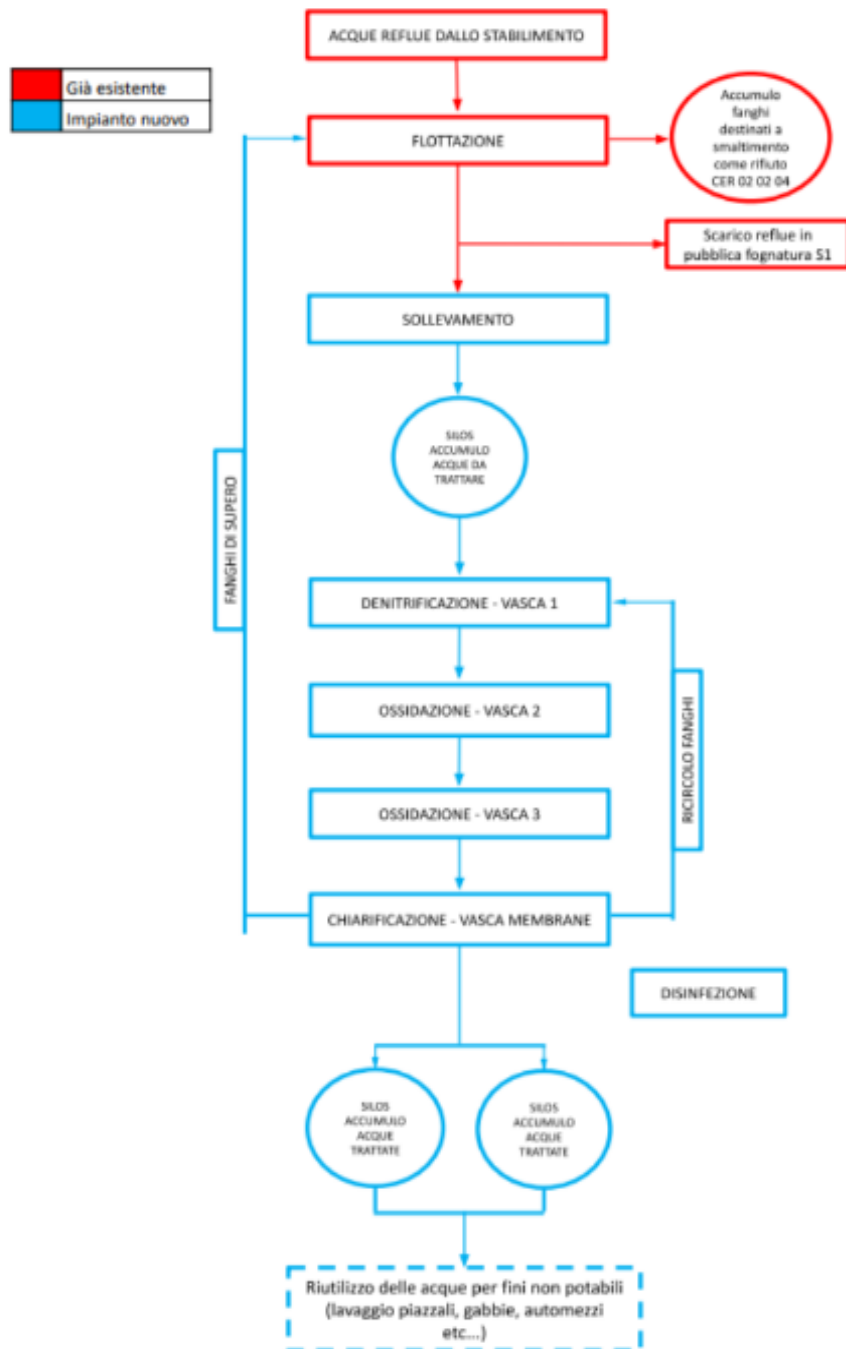 ACQUE REFLUE DALLO STABILIMENTO
Già esistente
Impianto nuovo
FLOTTAZIONE
Accumulo
fanghi
destinati a
smaltimento
come rifiuto
CER 02 02 04
Scarico reflue in
pubblica fognatura S1
SOLLEVAMENTO
SILOS
ACCUMULO
ACQUE DA
TRATTARE
FANGHI DI SUPERO
DENITRIFICAZIONE - VASCA 1
OSSIDAZIONE - VASCA 2
RICIRCOLO FANGHI
OSSIDAZIONE - VASCA 3
CHIARIFICAZIONE - VASCA MEMBRANE
DISINFEZIONE
SILOS
ACCUMULO
ACQUE
TRATTATE
SILOS
ACCUMULO
ACQUE
TRATTATE
Riutilizzo delle acque per fini non potabili
(lavaggio piazzali, gabbie, automezzi
etc...)